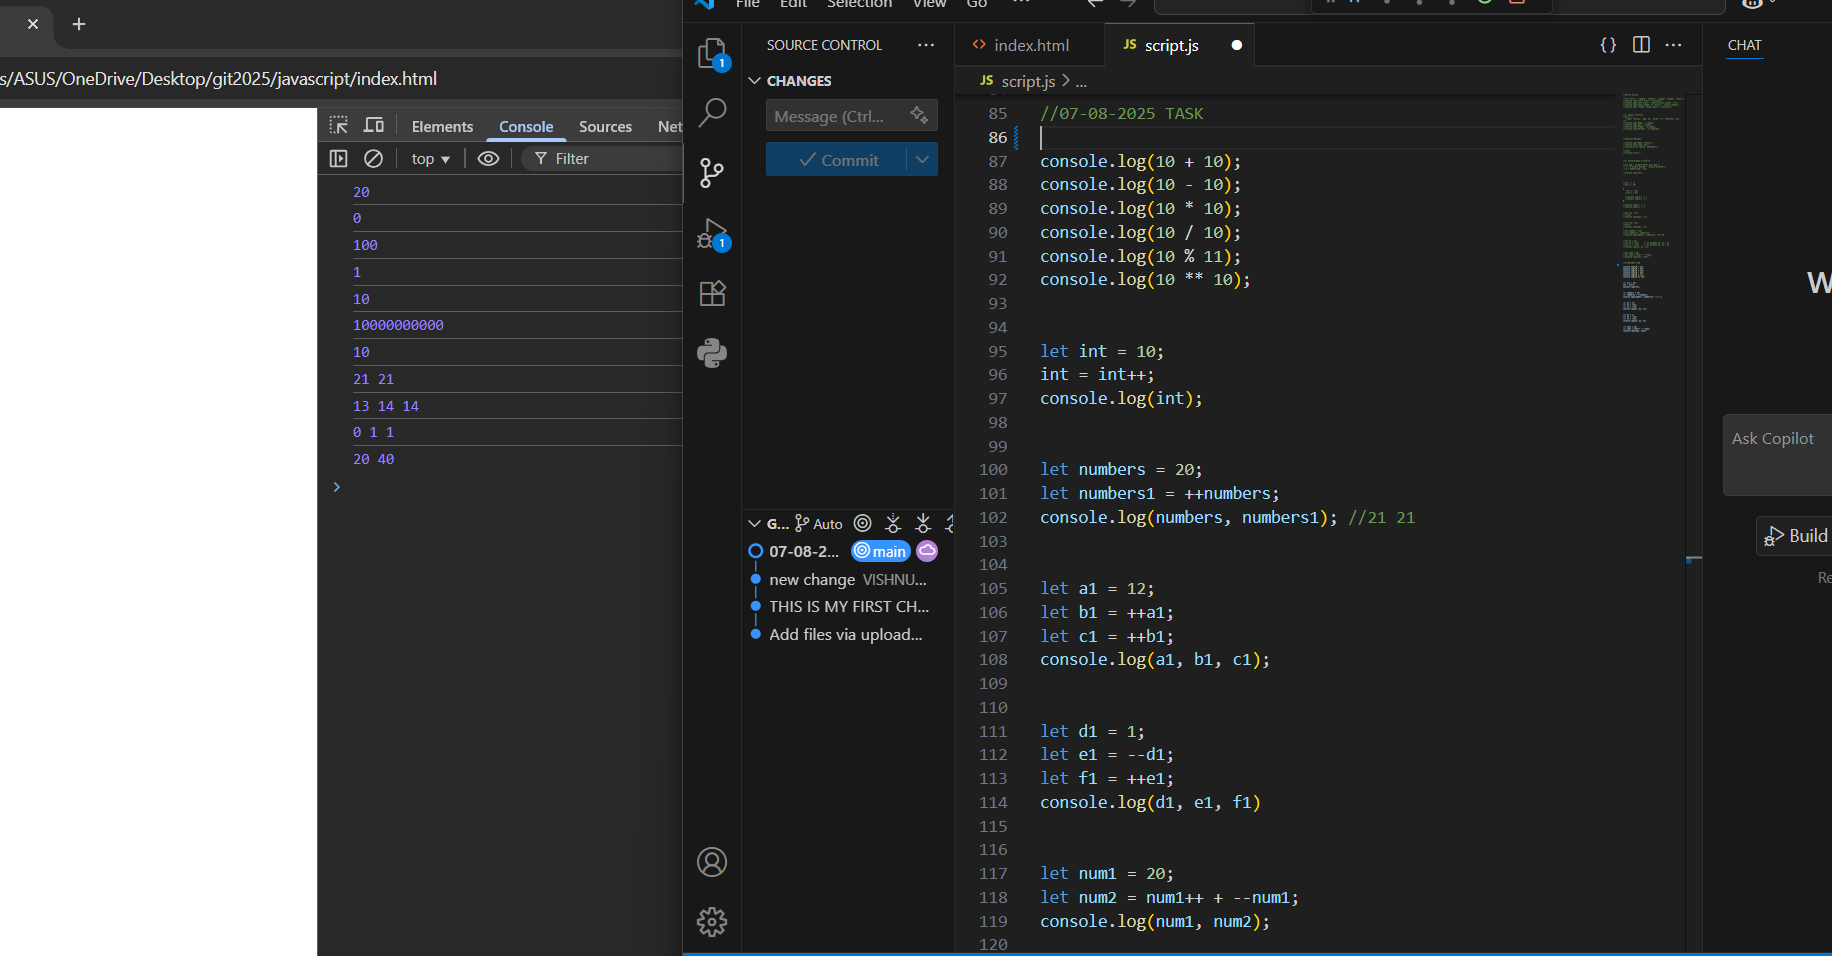 File Edit Selection View Go ...
s/ASUS/OneDrive/Desktop/git2025/javascript/index.html
Elements Console Sources Net
top Filter
20
0
100
1
10
10000000000
10
21 21
13 14 14
0 1 1
20 40
1
1
SOURCE CONTROL
CHANGES
Message (Ctrl...
Commit
G... Auto
07-08-2... main
new change VISHNU...
THIS IS MY FIRST CH...
Add files via upload...
index.html JS script.js
JS script.js > ...
85 //07-08-2025 TASK
86
87 console.log(10 + 10);
88 console.log(10 - 10);
89 console.log(10 * 10);
90 console.log(10 / 10);
91 console.log(10 % 11);
92 console.log(10 ** 10);
93
94
95 let int = 10;
96 int = int++;
97 console.log(int);
98
99
100 let numbers = 20;
101 let numbers1 = ++numbers;
102 console.log(numbers, numbers1); //21 21
103
104
105 let a1 = 12;
106 let b1 = ++a1;
107 let c1 = ++b1;
108 console.log(a1, b1, c1);
109
110
111 let d1 = 1;
112 let e1 = --d1;
113 let f1 = ++e1;
114 console.log(d1, e1, f1)
115
116
117 let num1 = 20;
118 let num2 = num1++ + --num1;
119 console.log(num1, num2);
120
CHAT
W
Ask Copilot
Build
Re